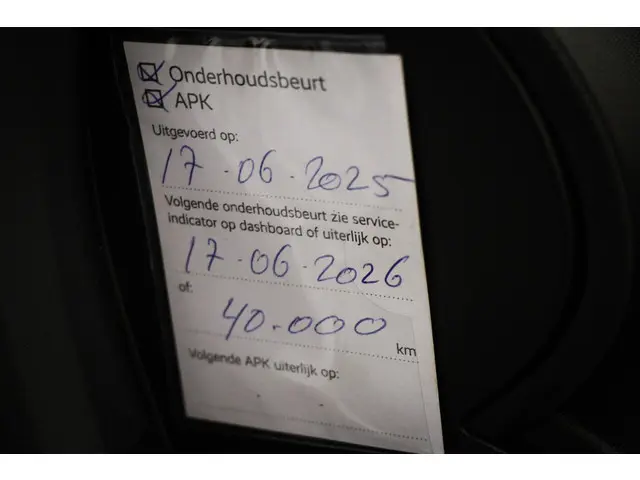 Onderhoudsbeurt
APK
Uitgevoerd op:
17.06.2025
Volgende onderhoudsbeurt zie service-
indicator op dashboard of uiterlijk op:
17.06.2026
of:
40.000 km
Volgende APK uiterlijk op: